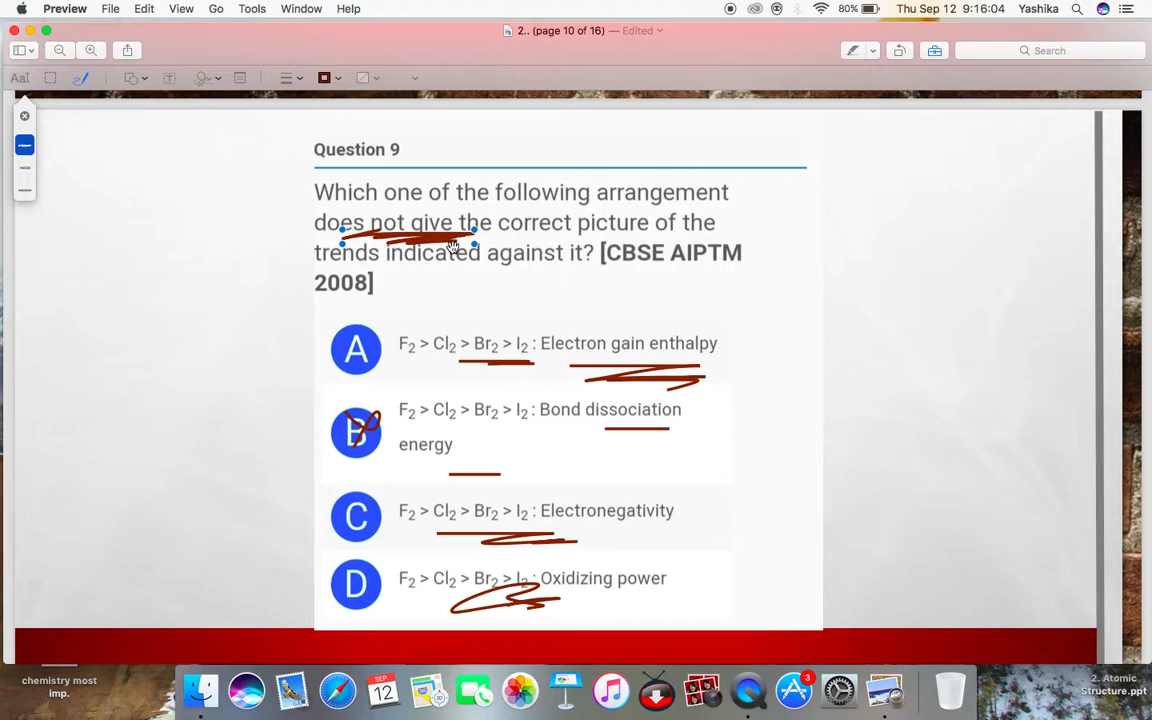 Preview File Edit View Go Tools Window Help 80% Thu Sep 12 9:16:04 Yashika
2.. (page 10 of 16) — Edited
Search
AaI T
Question 9
Which one of the following arrangement
does not give the correct picture of the
trends indicated against it? [CBSE AIPTM
2008]
A F₂ > Cl₂ > Br₂ > I₂ : Electron gain enthalpy
B F₂ > Cl₂ > Br₂ > I₂ : Bond dissociation
energy
C F₂ > Cl₂ > Br₂ > I₂ : Electronegativity
D F₂ > Cl₂ > Br₂ > I₂ : Oxidizing power
chemistry most
imp.
SEP
12
3
2. Atomic
Structure.ppt